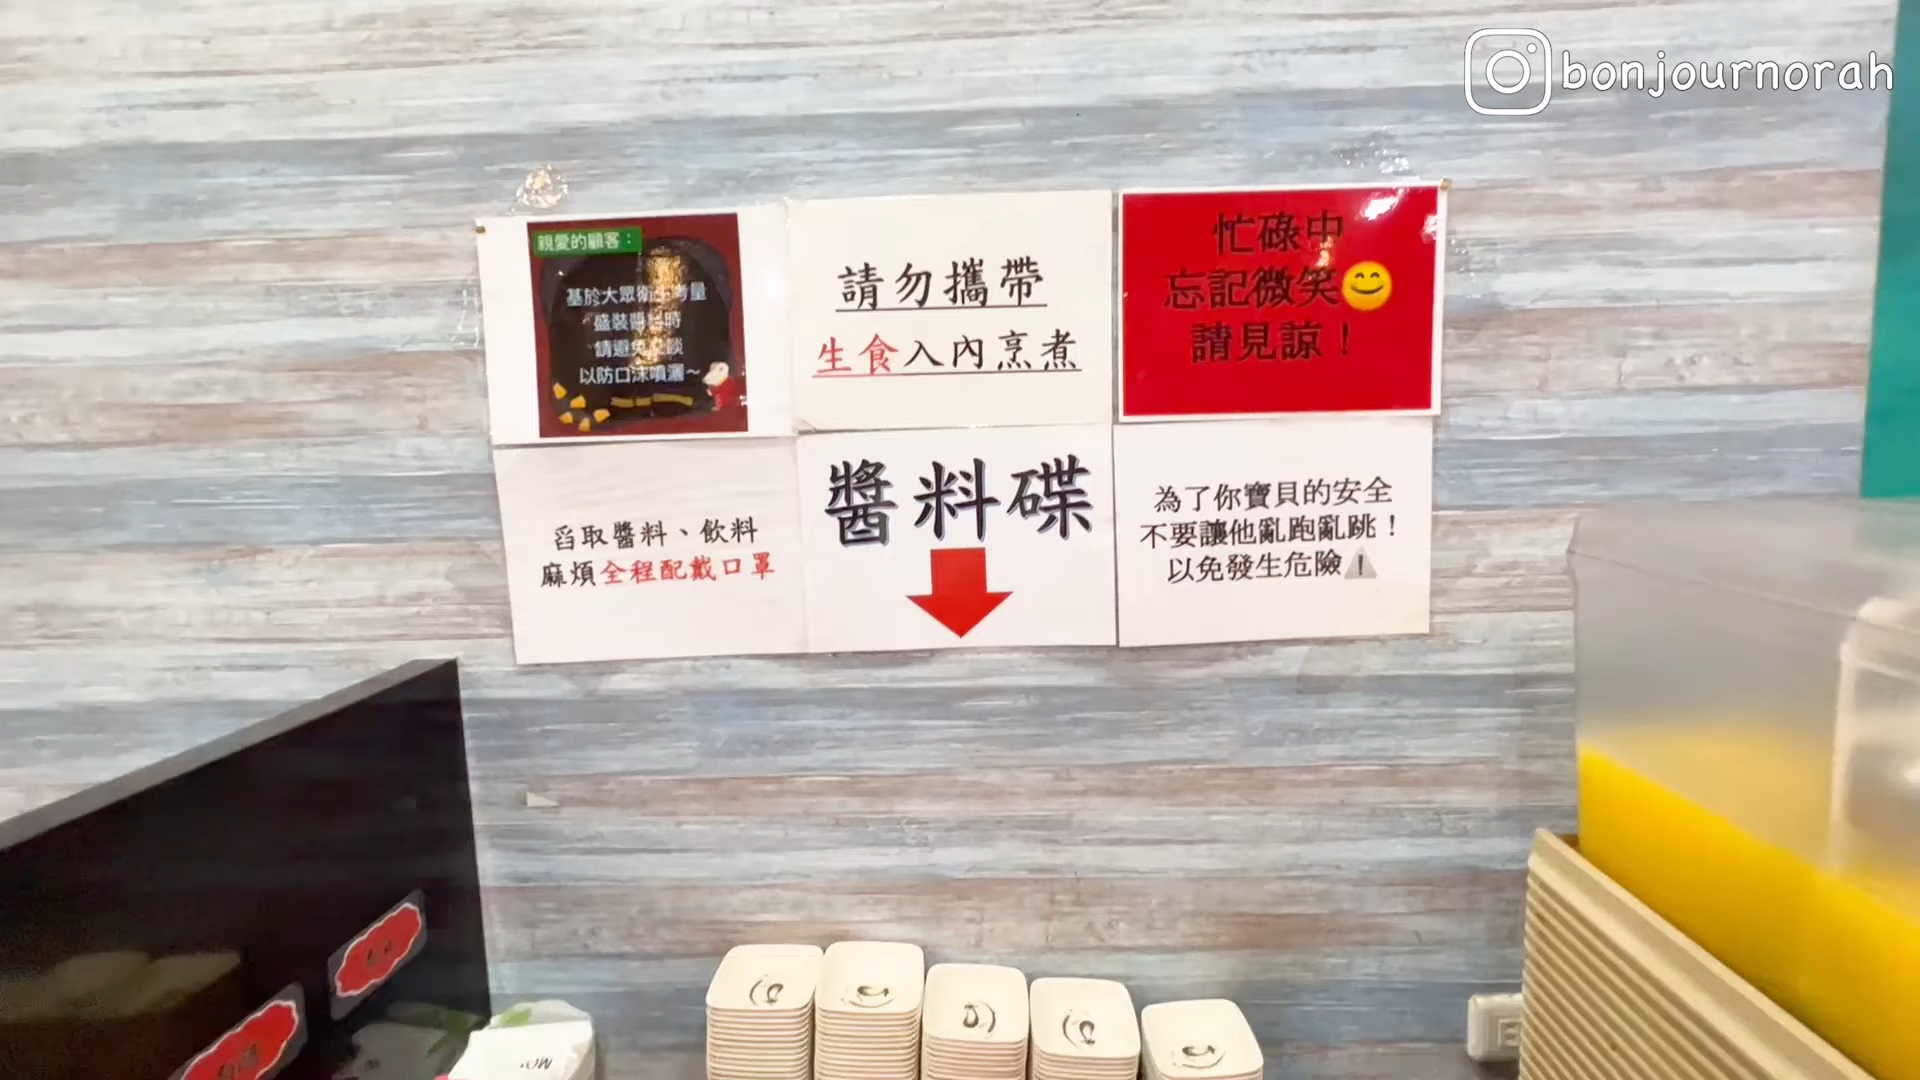 bonjournorah
親愛的顧客：
基於大眾衛生考量
盛裝醬料時
請避免交談
以防口沫噴灑～
請勿攜帶
生食入內烹煮
忙碌中
忘記微笑😊
請見諒！
舀取醬料、飲料
麻煩全程配戴口罩
醬料碟
為了你寶貝的安全
不要讓他亂跑亂跳！
以免發生危險⚠️